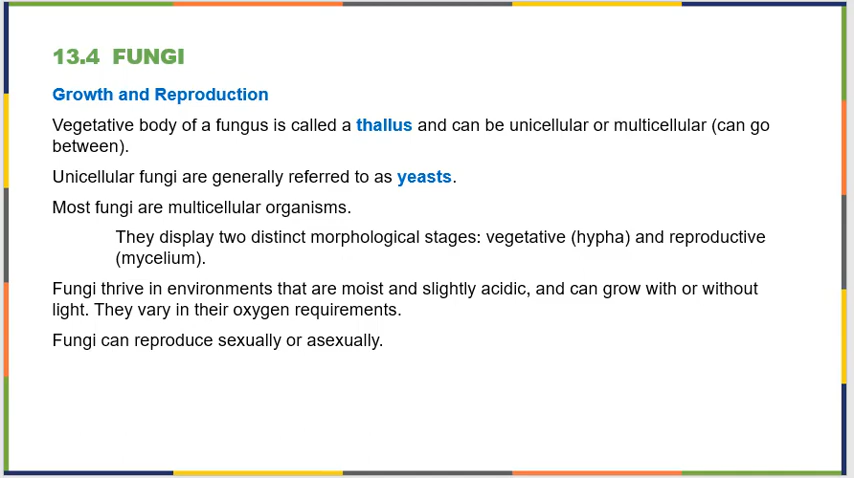 13.4 FUNGI
Growth and Reproduction
Vegetative body of a fungus is called a thallus and can be unicellular or multicellular (can go
between).
Unicellular fungi are generally referred to as yeasts.
Most fungi are multicellular organisms.
They display two distinct morphological stages: vegetative (hypha) and reproductive
(mycelium).
Fungi thrive in environments that are moist and slightly acidic, and can grow with or without
light. They vary in their oxygen requirements.
Fungi can reproduce sexually or asexually.